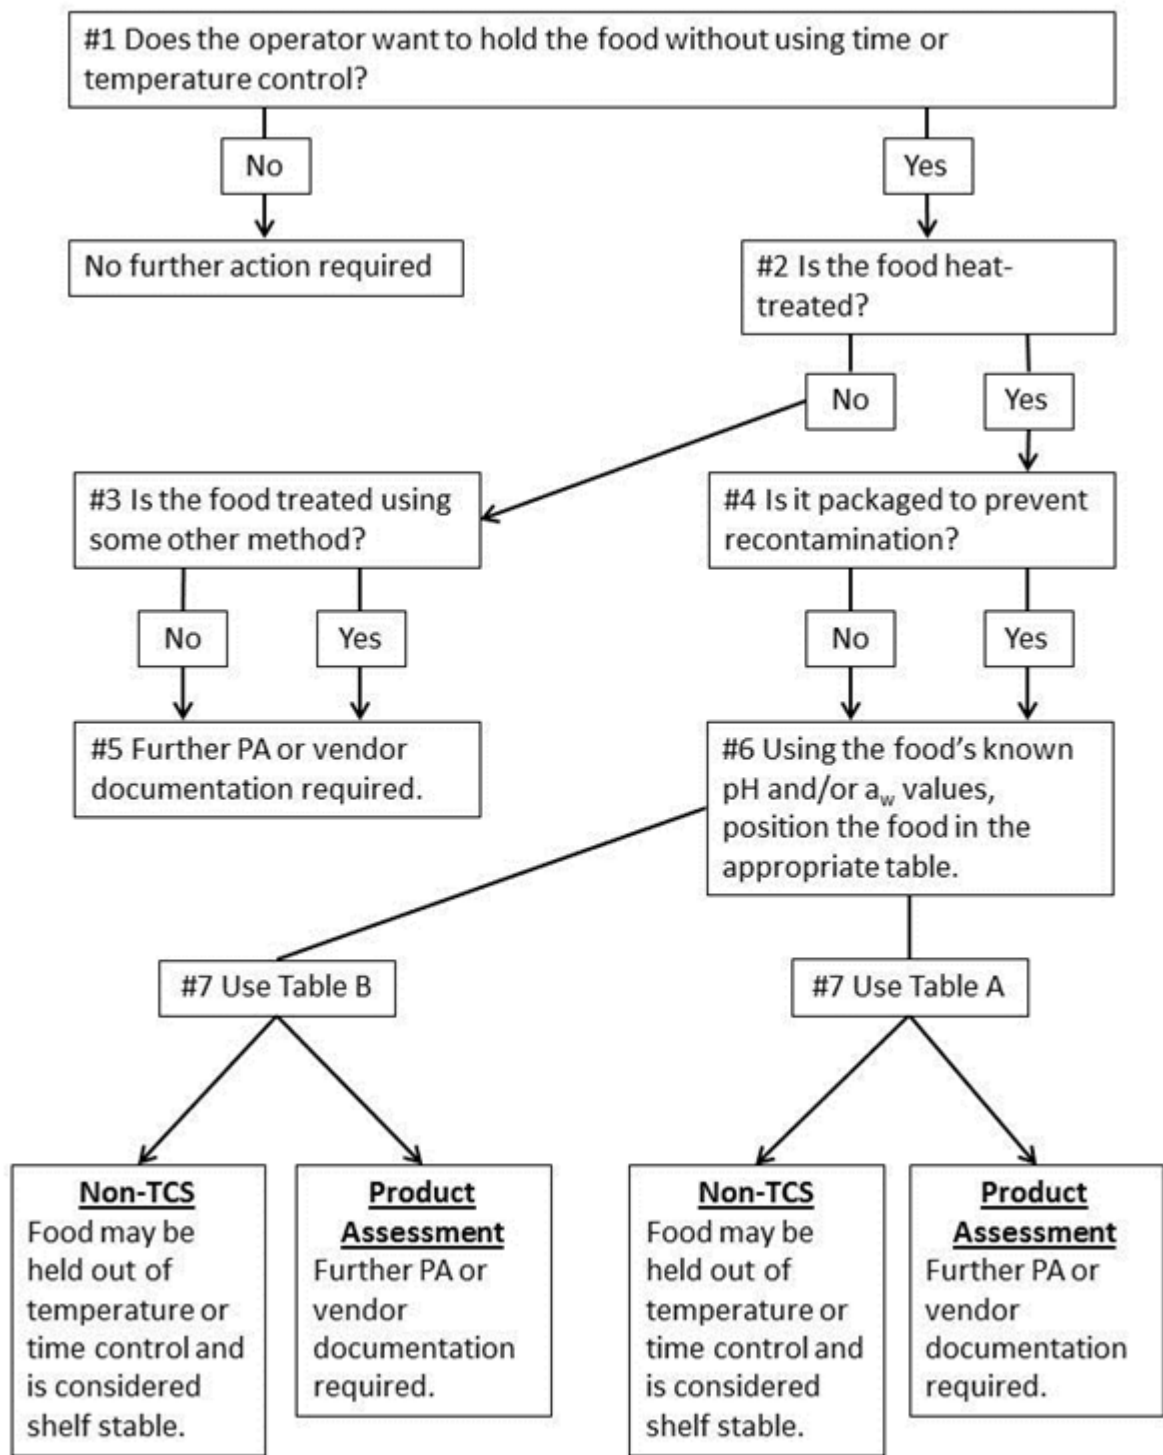 #1 Does the operator want to hold the food without using time or
temperature control?
No
Yes
No further action required
#2 Is the food heat-
treated?
No
Yes
#3 Is the food treated using
some other method?
#4 Is it packaged to prevent
recontamination?
No
Yes
No
Yes
#5 Further PA or vendor
documentation required.
#6 Using the food's known
pH and/or aw values,
position the food in the
appropriate table.
#7 Use Table B
#7 Use Table A
Non-TCS
Food may be
held out of
temperature or
time control and
is considered
shelf stable.
Product
Assessment
Further PA or
vendor
documentation
required.
Non-TCS
Food may be
held out of
temperature or
time control and
is considered
shelf stable.
Product
Assessment
Further PA or
vendor
documentation
required.